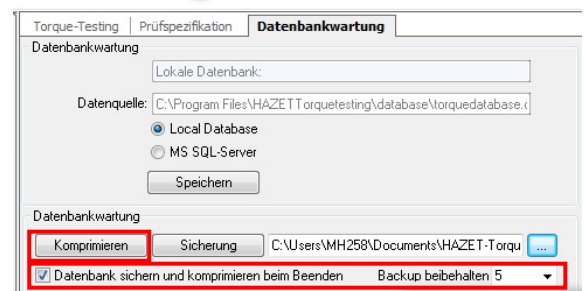 Torque-Testing Prüfspezifikation Datenbankwartung
Datenbankwartung
Lokale Datenbank:
Datenquelle: C:\Program Files\HAZETTorquetesting\database\torquedatabase.
Local Database
MS SQL-Server
Speichern
Datenbankwartung
Komprimieren Sicherung C:\Users\MH258\Documents\HAZET-Torqu ...
Datenbank sichern und komprimieren beim Beenden Backup beibehalten 5